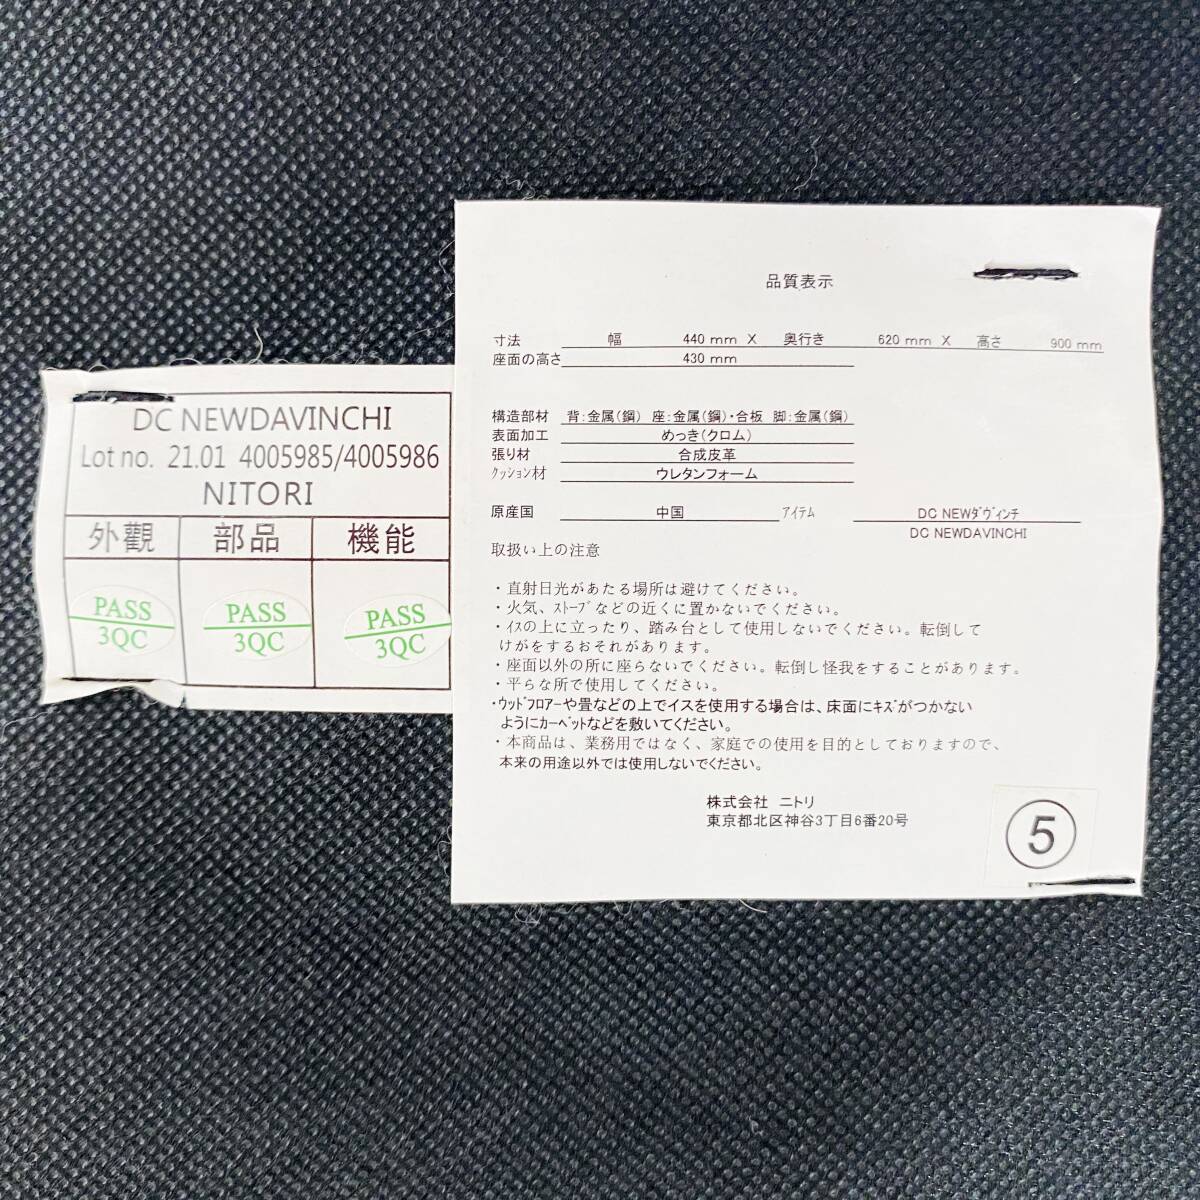 DC NEWDAVINCHI
Lot no. 21.01 4005985/4005986
NITORI
外觀 部品 機能
PASS PASS PASS
3QC 3QC 3QC
品質表示
寸法 幅 440 mm X 奥行き 620 mm X 高さ 900 mm
座面の高さ 430 mm
構造部材 背:金属(鋼) 座:金属(鋼)・合板 脚:金属(鋼)
表面加工 めっき(クロム)
張り材 合成皮革
ｸｯｼｮﾝ材 ウレタンフォーム
原産国 中国 ｱｲﾃﾑ DC NEWﾀﾞｳﾞｨﾝﾁ
DC NEWDAVINCHI
取扱い上の注意
・直射日光があたる場所は避けてください。
・火気、ｽﾄｰﾌﾞなどの近くに置かないでください。
・ｲｽの上に立ったり、踏み台として使用しないでください。転倒して
けがをするおそれがあります。
・座面以外の所に座らないでください。転倒し怪我をすることがあります。
・平らな所で使用してください。
・ｳｯﾄﾞﾌﾛｱｰや畳などの上でイスを使用する場合は、床面にキズがつかない
ようにｶｰﾍﾟｯﾄなどを敷いてください。
・本商品は、業務用ではなく、家庭での使用を目的としておりますので、
本来の用途以外では使用しないでください。
株式会社 ニトリ
東京都北区神谷3丁目6番20号
5